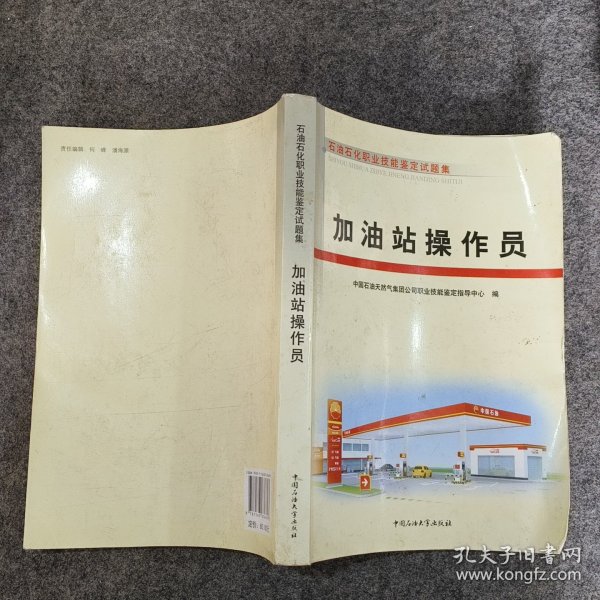 责任编辑 何 峰 潘海源
石油石化职业技能鉴定试题集
加油站操作员
中国石油大学出版社
石油石化职业技能鉴定试题集
SHIYOU SHIHUA ZHIYE JINENG JIANDING SHITIJI
加油站操作员
中国石油天然气集团公司职业技能鉴定指导中心 编
中国石油
中国石油大学出版社
孔夫子旧书网
www.kongfz.com